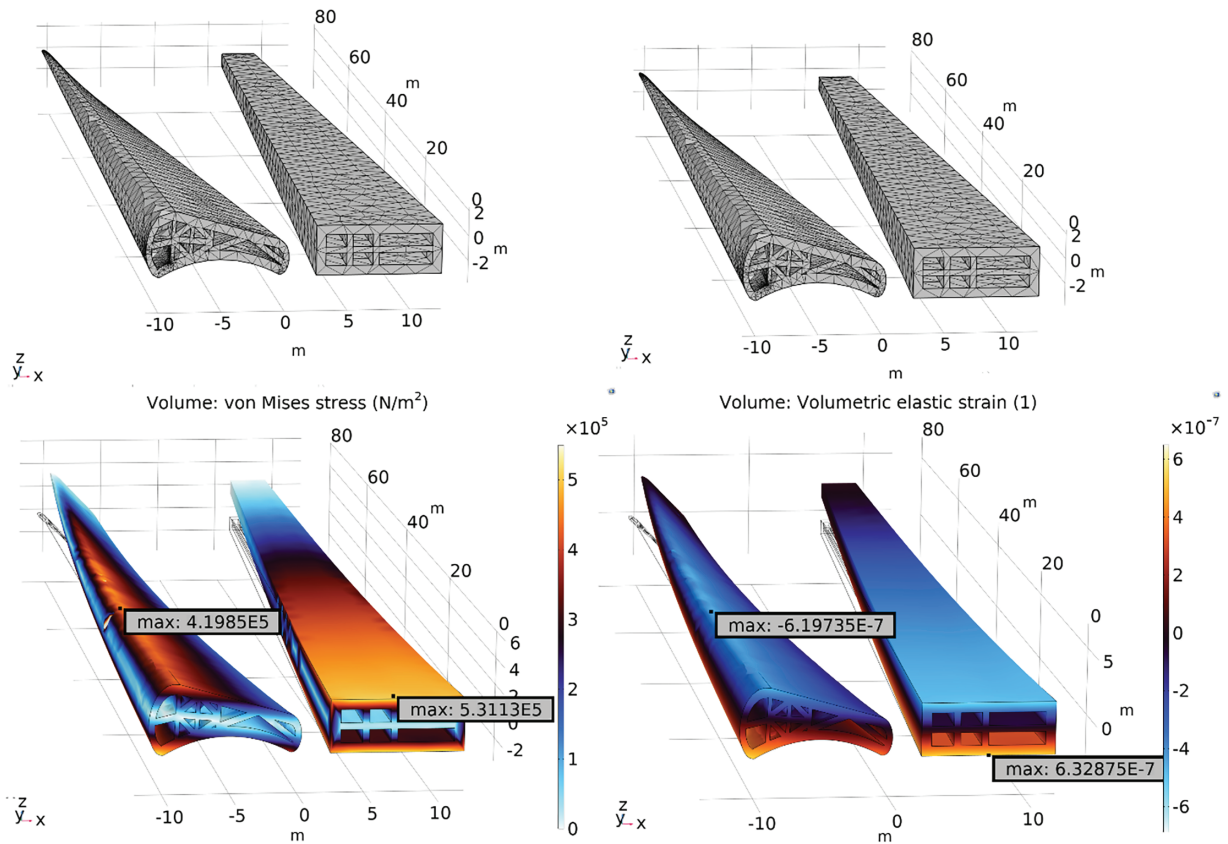 80
60
m
40
20
0
2
0 m
-2
-10 -5 0 5 10
m
z
y x
80
60
m
40
20
0
2
0 m
-2
-10 -5 0 5 10
m
z
y x
Volume: von Mises stress (N/m²)
×10⁵
80
60
40 m
20
0
6
4
2
m
-2
5
4
3
2
1
0
max: 4.1985E5
max: 5.3113E5
-10 -5 0 5 10
m
z
y x
Volume: Volumetric elastic strain (1)
×10⁻⁷
80
60
40 m
20
0
5
m
0
6
4
2
0
-2
-4
-6
max: -6.19735E-7
max: 6.32875E-7
-10 0 10
m
z
y x